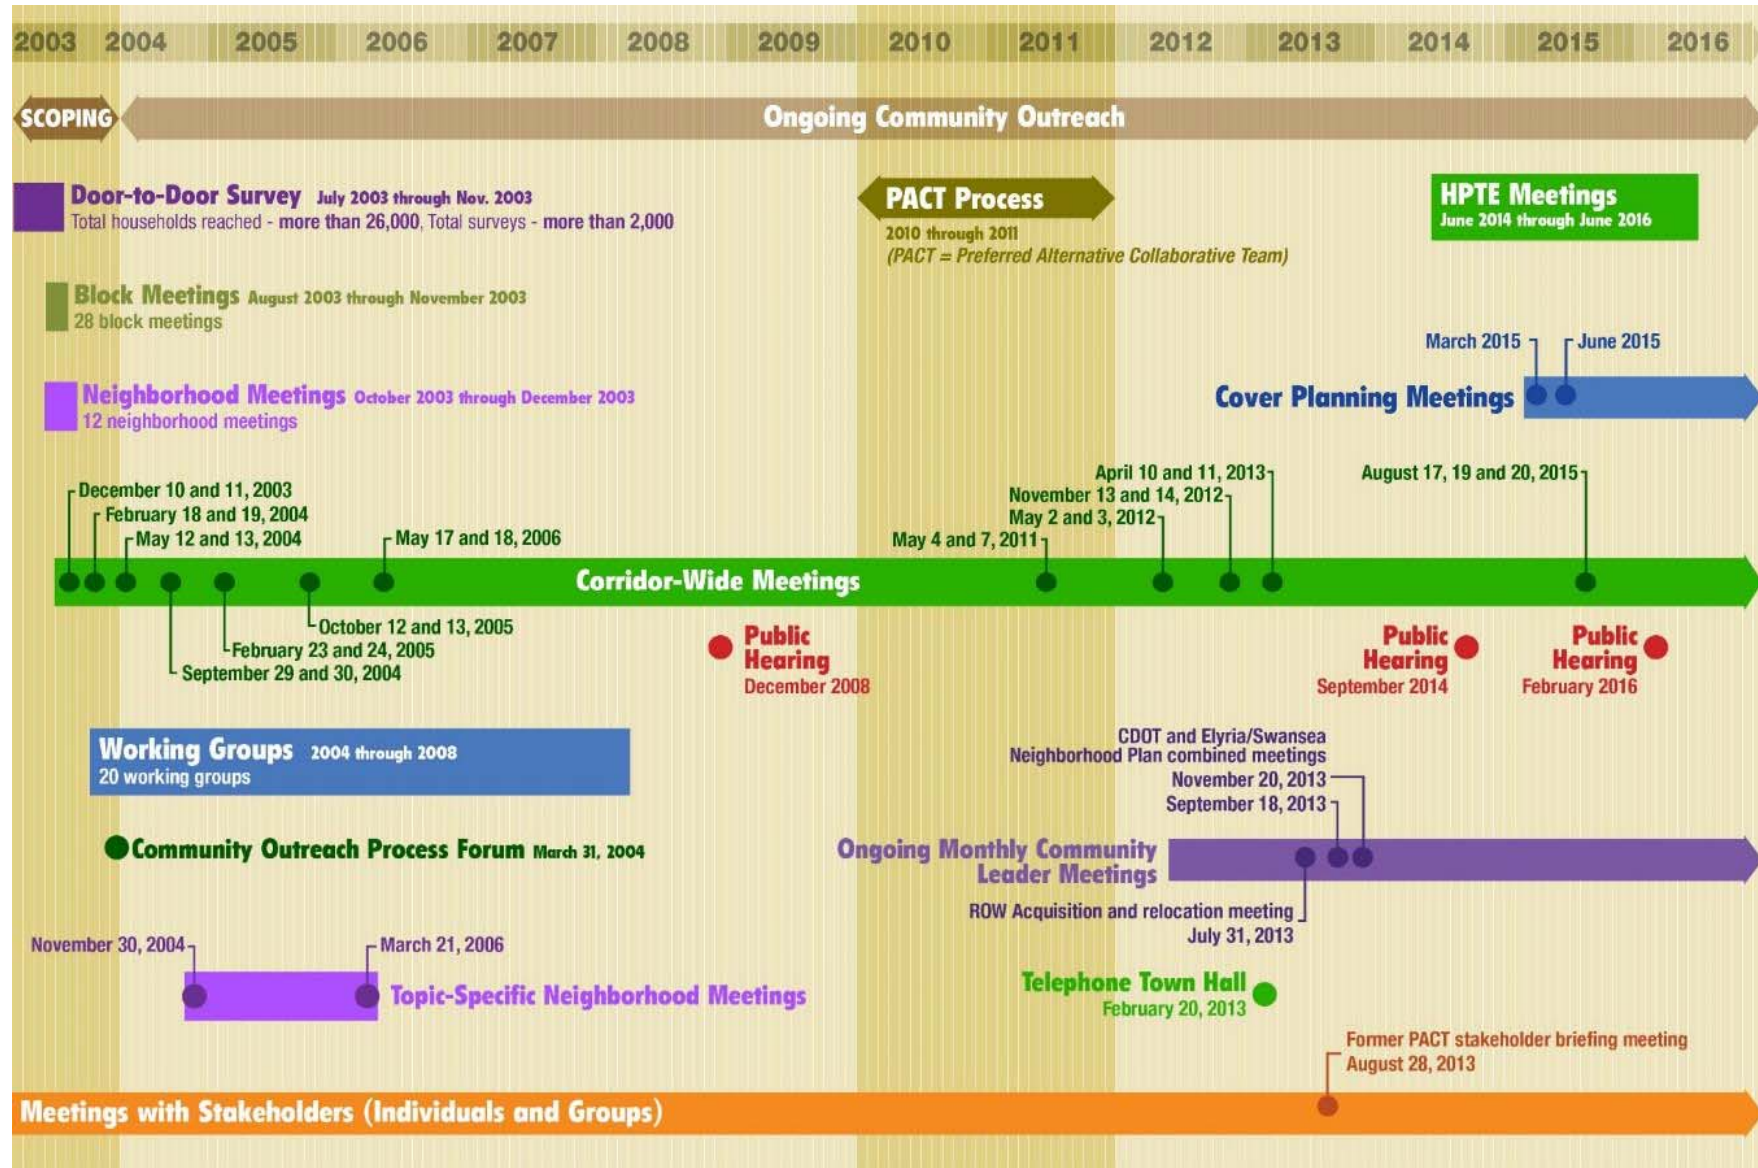 2003 2004 2005 2006 2007 2008 2009 2010 2011 2012 2013 2014 2015 2016
SCOPING
Ongoing Community Outreach
Door-to-Door Survey July 2003 through Nov. 2003
Total households reached - more than 26,000, Total surveys - more than 2,000
PACT Process
2010 through 2011
(PACT = Preferred Alternative Collaborative Team)
HPTE Meetings
June 2014 through June 2016
Block Meetings August 2003 through November 2003
28 block meetings
March 2015
June 2015
Neighborhood Meetings October 2003 through December 2003
12 neighborhood meetings
Cover Planning Meetings
December 10 and 11, 2003
February 18 and 19, 2004
May 12 and 13, 2004
May 17 and 18, 2006
April 10 and 11, 2013
November 13 and 14, 2012
May 2 and 3, 2012
May 4 and 7, 2011
August 17, 19 and 20, 2015
Corridor-Wide Meetings
October 12 and 13, 2005
February 23 and 24, 2005
September 29 and 30, 2004
Public
Hearing
December 2008
Public
Hearing
September 2014
Public
Hearing
February 2016
Working Groups 2004 through 2008
20 working groups
CDOT and Elyria/Swansea
Neighborhood Plan combined meetings
November 20, 2013
September 18, 2013
Community Outreach Process Forum March 31, 2004
Ongoing Monthly Community
Leader Meetings
ROW Acquisition and relocation meeting
July 31, 2013
November 30, 2004
March 21, 2006
Topic-Specific Neighborhood Meetings
Telephone Town Hall
February 20, 2013
Former PACT stakeholder briefing meeting
August 28, 2013
Meetings with Stakeholders (Individuals and Groups)